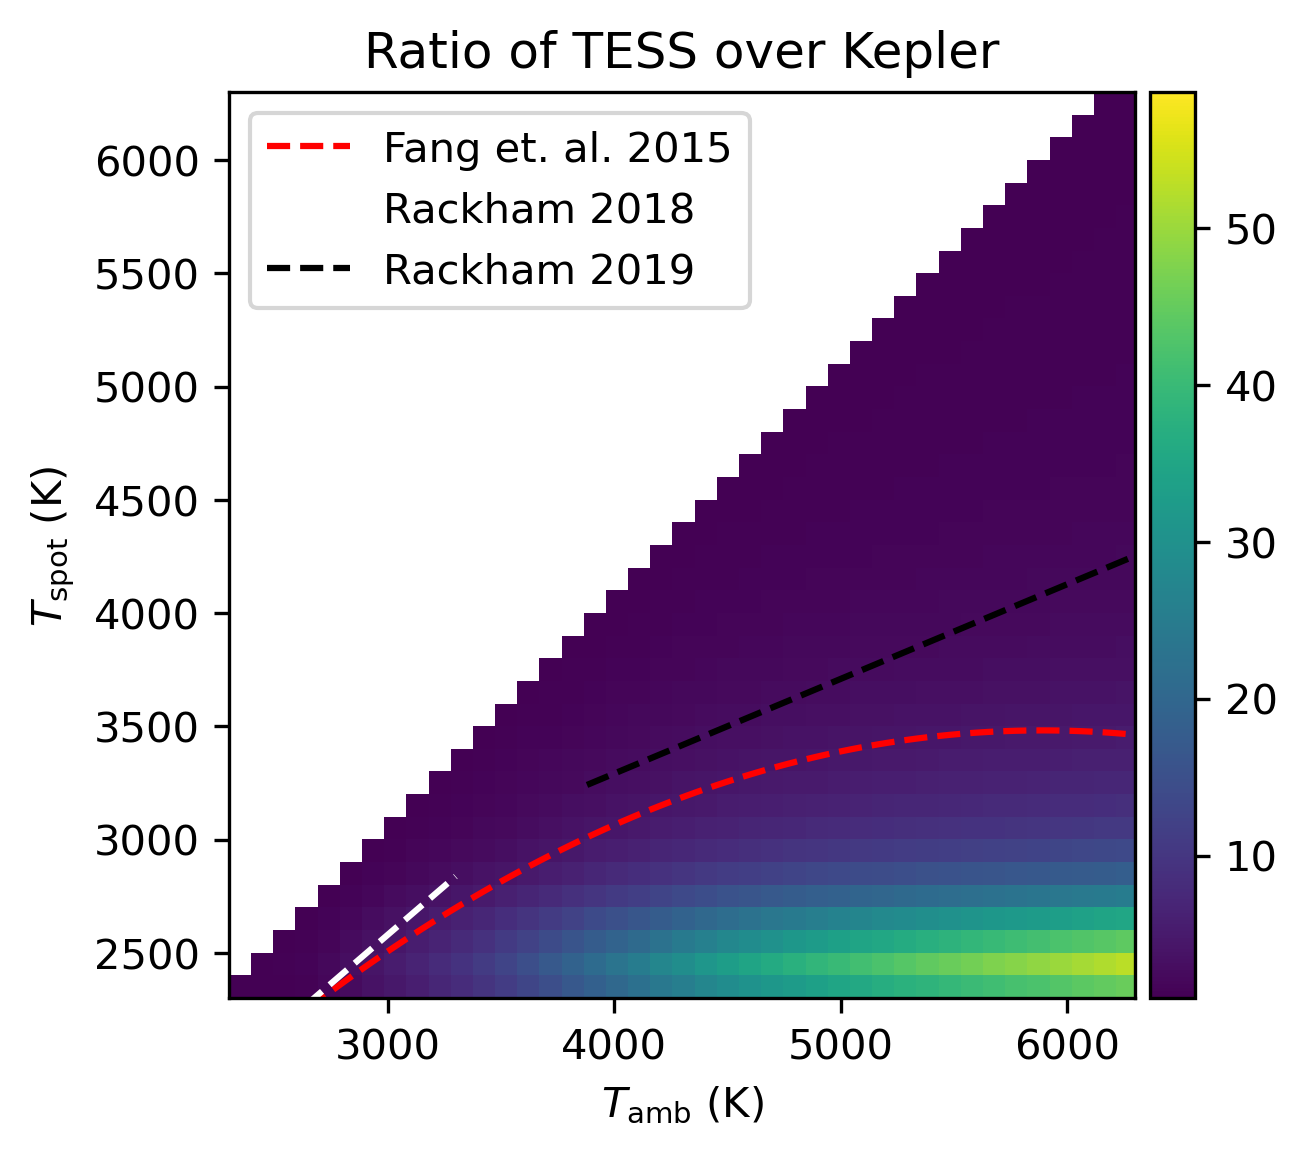 Ratio of TESS over Kepler
Fang et. al. 2015
Rackham 2018
Rackham 2019
6000
5500
5000
4500
4000
3500
3000
2500
T_spot (K)
3000 4000 5000 6000
T_amb (K)
50
40
30
20
10